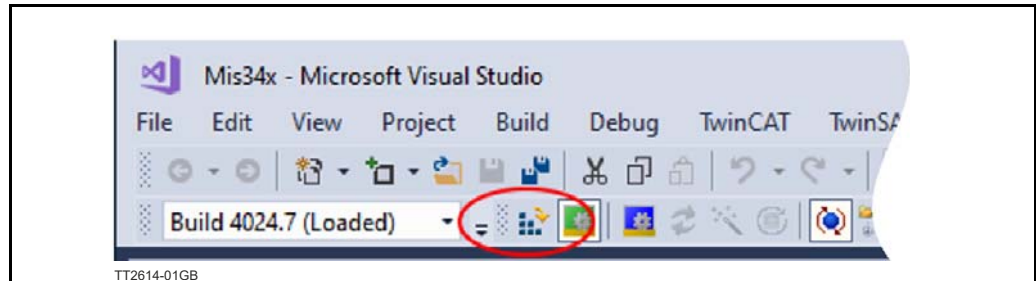 Mis34x - Microsoft Visual Studio
File Edit View Project Build Debug TwinCAT TwinSA
Build 4024.7 (Loaded)
TT2614-01GB